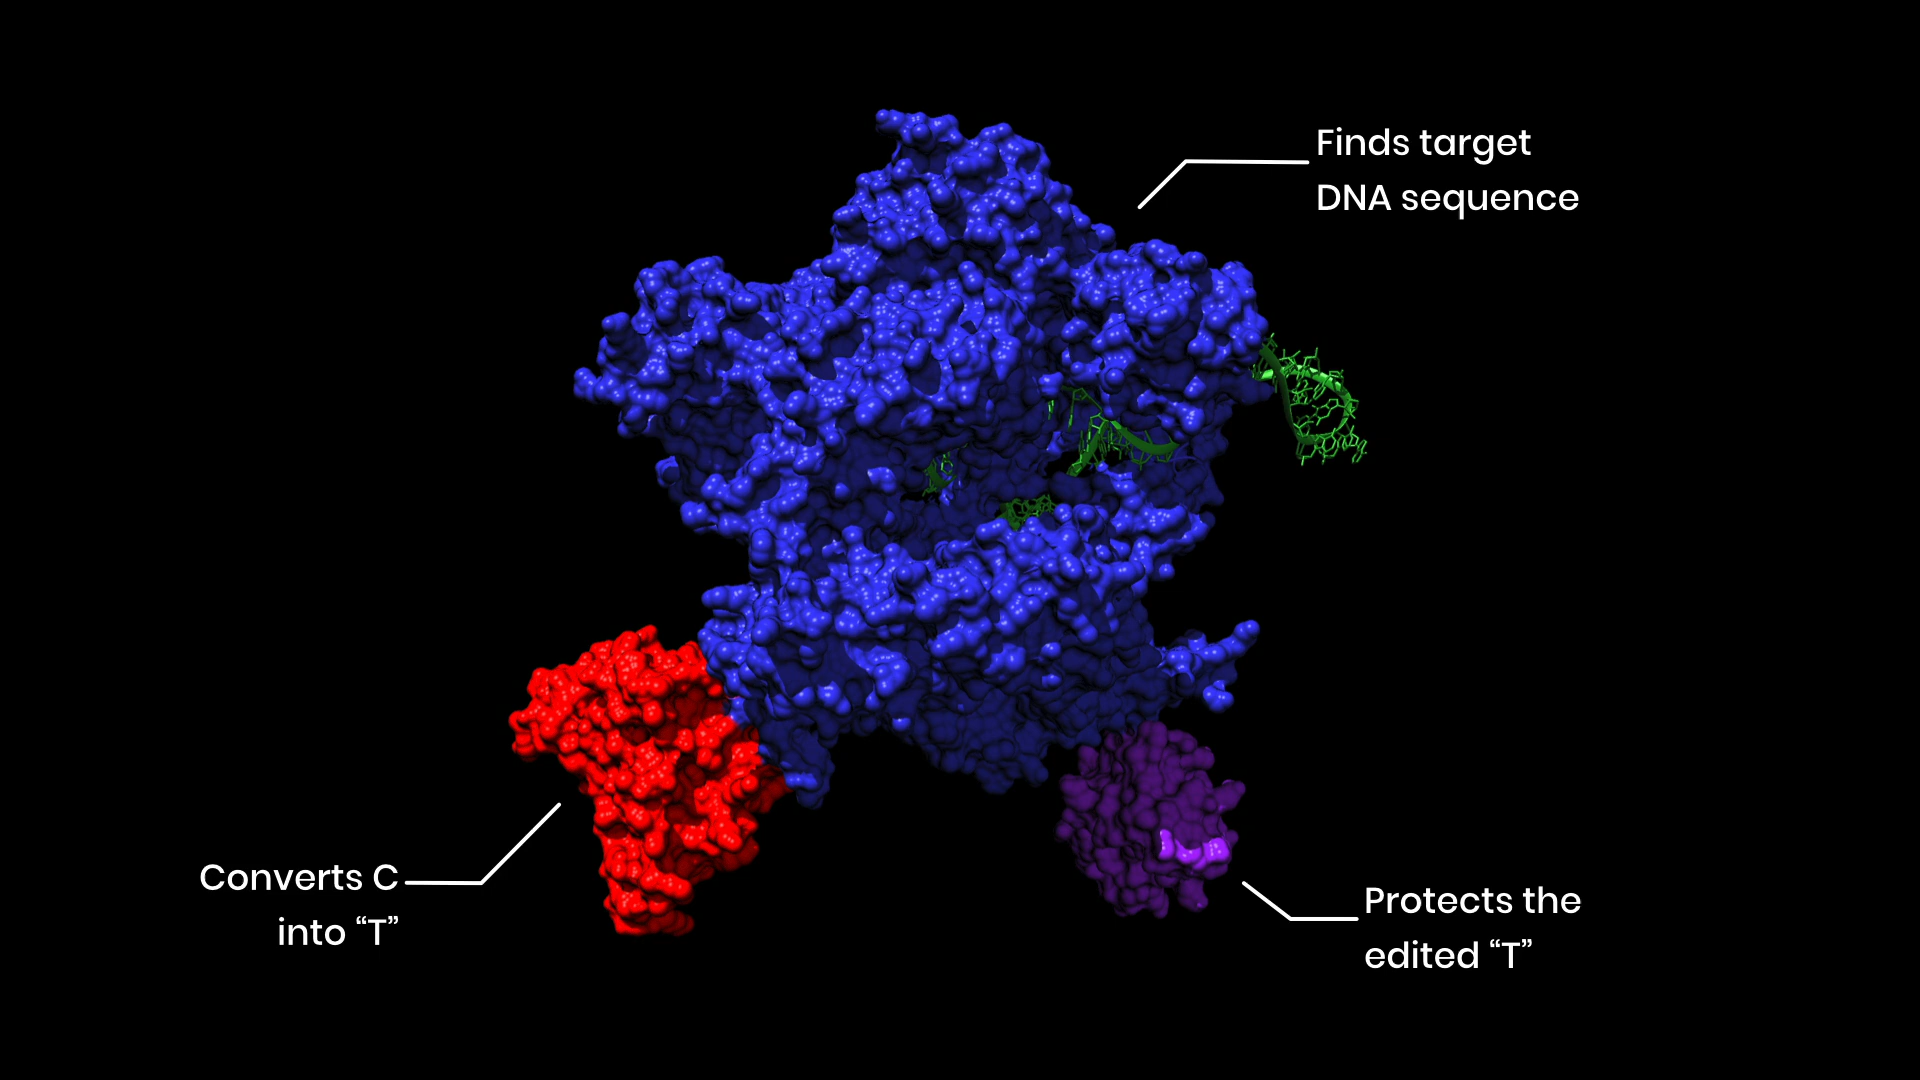 Finds target
DNA sequence
Converts C
into “T”
Protects the
edited “T”